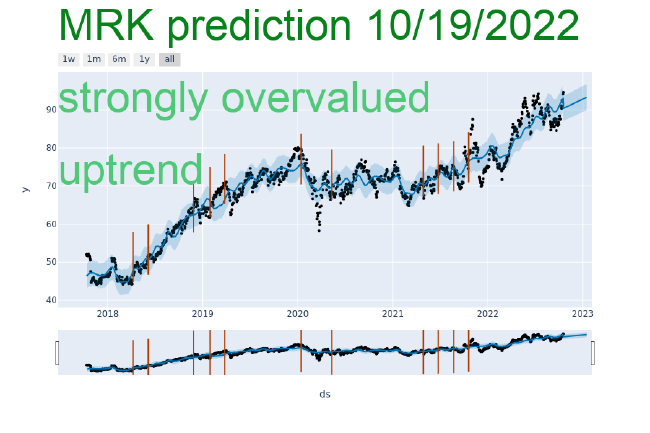 MRK prediction 10/19/2022
1w 1m 6m 1y all
strongly overvalued
90
80
uptrend
70
y
60
50
40
2018 2019 2020 2021 2022 2023
ds